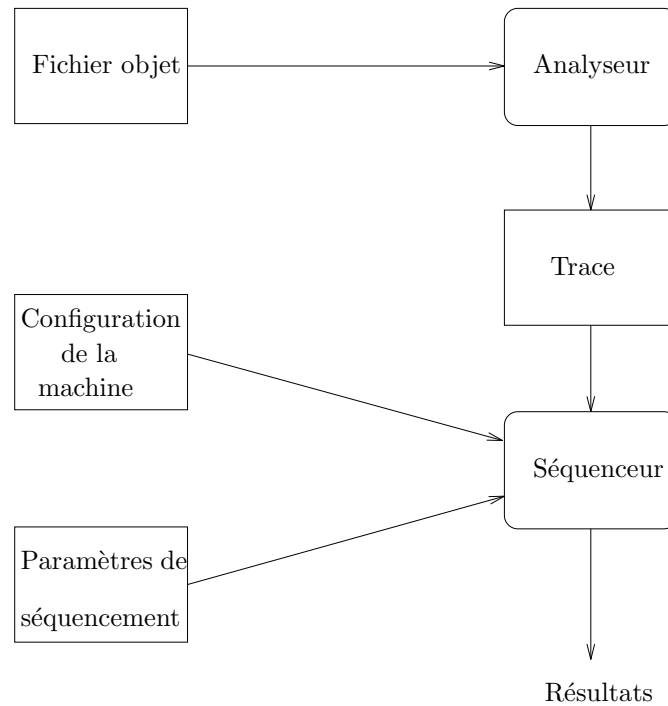 Fichier objet
Analyseur
Trace
Configuration
de la
machine
Séquenceur
Paramètres de
séquencement
Résultats